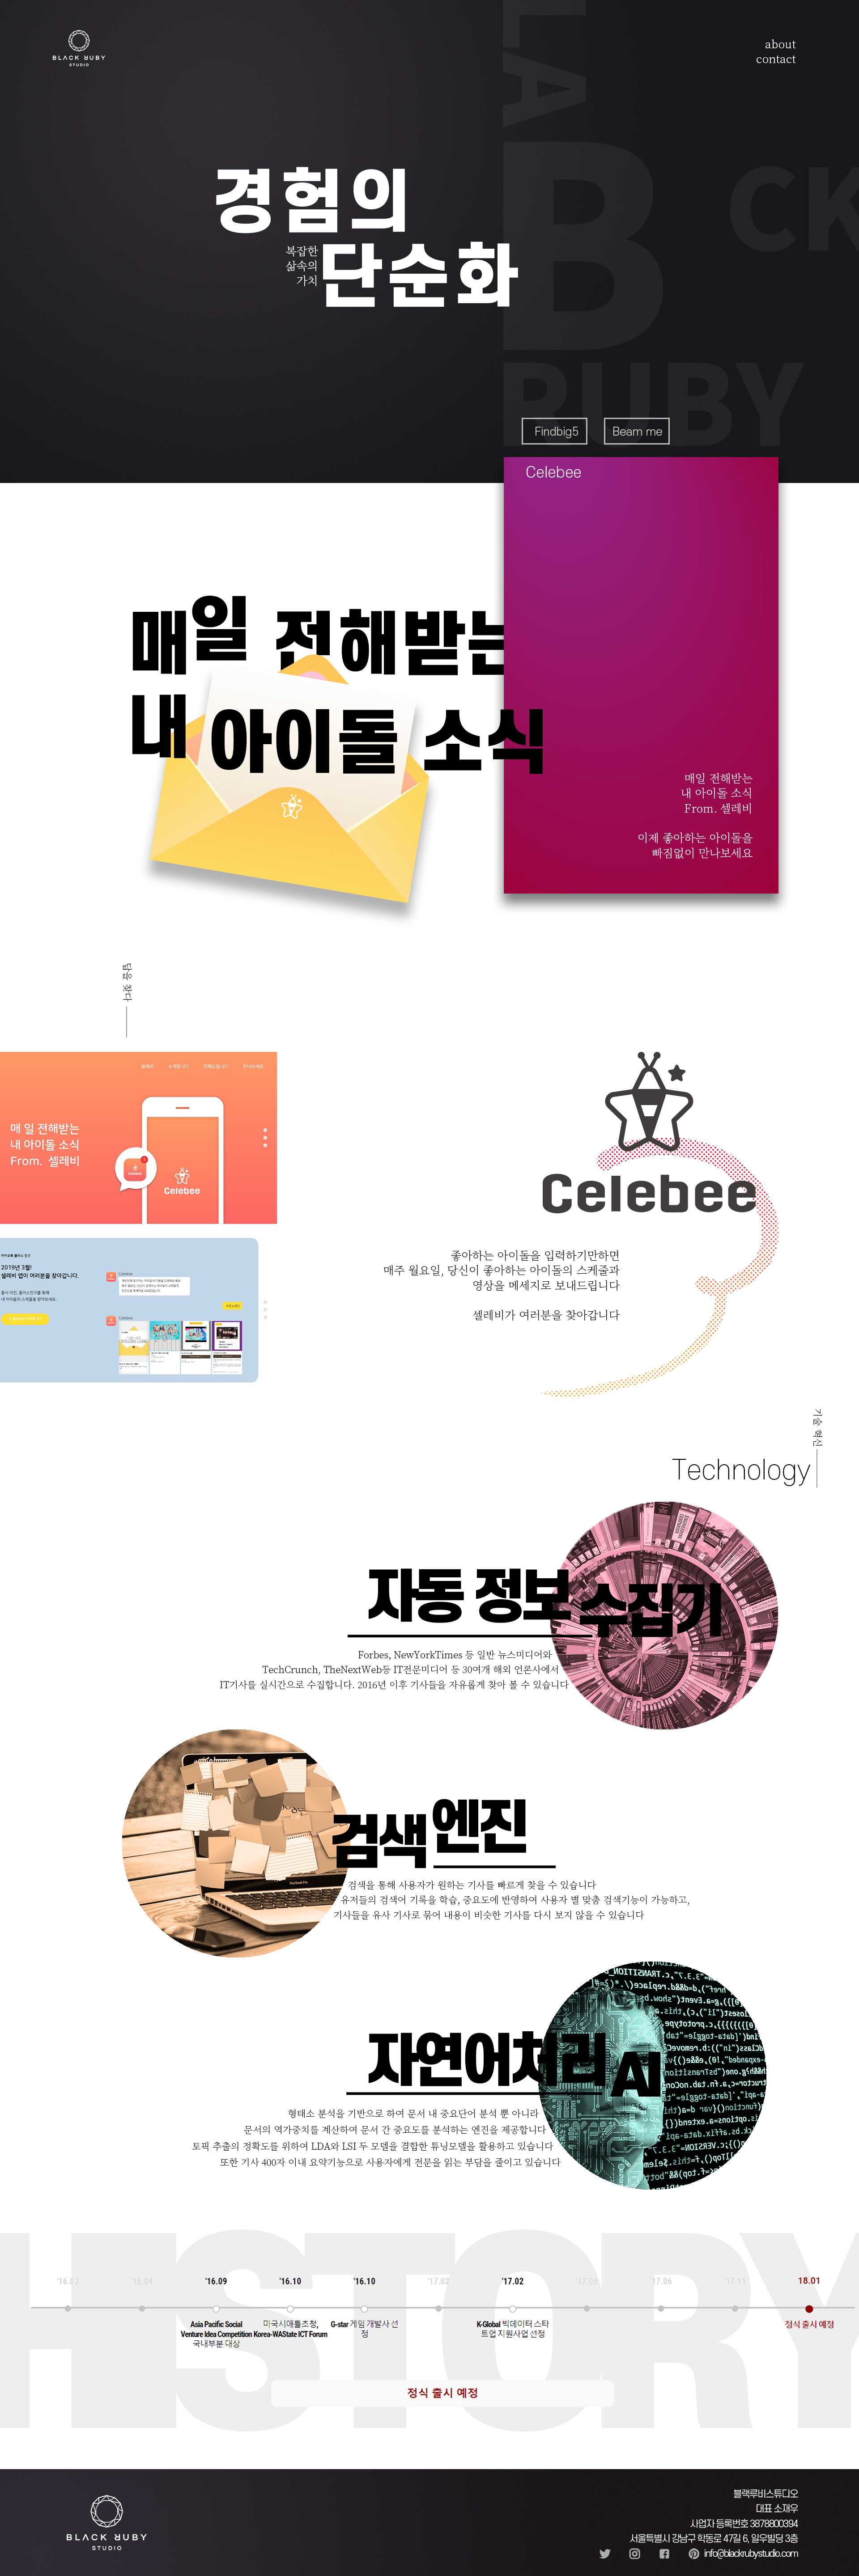 BLACK RUBY
STUDIO
about
contact
LA
B
CK
RUBY
경험의
복잡한
삶속의
가치
단순화
Findbig5
Beam me
Celebee
매일 전해받는
내 아이돌 소식
매일 전해받는
내 아이돌 소식
From. 셀레비
이제 좋아하는 아이돌을
빠짐없이 만나보세요
답을 찾다
매 일 전해받는
내 아이돌 소식
From. 셀레비
Celebee
2019년 3월!
셀레비 앱이 여러분을 찾아갑니다.
Celebee
Celebee
Celebee
좋아하는 아이돌을 입력하기만하면
매주 월요일, 당신이 좋아하는 아이돌의 스케줄과
영상을 메세지로 보내드립니다
셀레비가 여러분을 찾아갑니다
기술 혁신
Technology
자동 정보 수집기
Forbes, NewYorkTimes 등 일반 뉴스미디어와
TechCrunch, TheNextWeb등 IT전문미디어 등 30여개 해외 언론사에서
IT기사를 실시간으로 수집합니다. 2016년 이후 기사들을 자유롭게 찾아 볼 수 있습니다
검색 엔진
검색을 통해 사용자가 원하는 기사를 빠르게 찾을 수 있습니다
유저들의 검색어 기록을 학습, 중요도에 반영하여 사용자 별 맞춤 검색기능이 가능하고,
기사들을 유사 기사로 묶어 내용이 비슷한 기사를 다시 보지 않을 수 있습니다
자연어처리 AI
형태소 분석을 기반으로 하여 문서 내 중요단어 분석 뿐 아니라
문서의 역가중치를 계산하여 문서 간 중요도를 분석하는 엔진을 제공합니다
토픽 추출의 정확도를 위하여 LDA와 LSI 두 모델을 결합한 튜닝모델을 활용하고 있습니다
또한 기사 400자 이내 요약기능으로 사용자에게 전문을 읽는 부담을 줄이고 있습니다
HISTORY
'16.02 '16.04 '16.09 '16.10 '16.10 '17.02 '17.02 '17.06 '17.11 18.01
Asia Pacific Social
Venture Idea Competition
국내부분 대상
미국시애틀초청,
Korea-WAState ICT Forum
G-star 게임 개발사 선
정
K-Global 빅데이터 스타
트업 지원사업 선정
정식 출시 예정
정식 출시 예정
BLACK RUBY
STUDIO
블랙루비스튜디오
대표 소재우
사업자 등록번호 3878800394
서울특별시 강남구 학동로 47길 6, 일우빌딩 3층
info@blackrubystudio.com